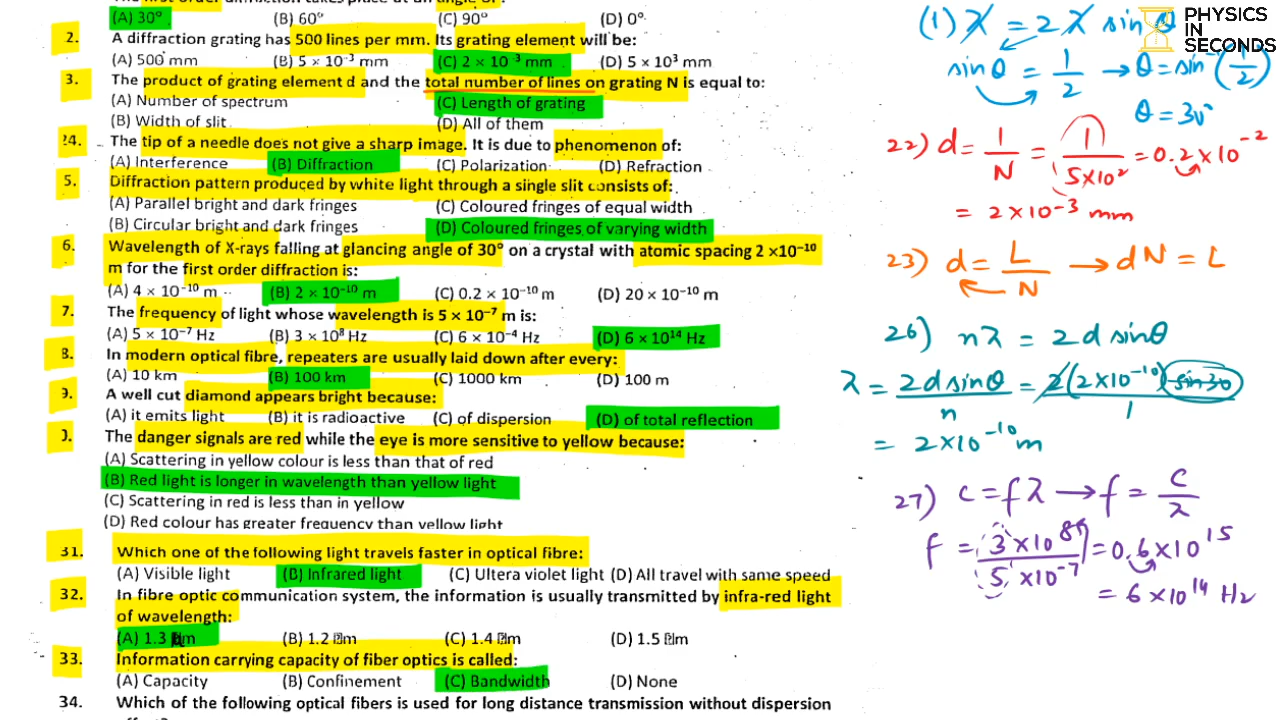 first order diffraction takes place at an angle of
(A) 30° (B) 60° (C) 90° (D) 0°
2. A diffraction grating has 500 lines per mm. Its grating element will be:
(A) 500 mm (B) 5 × 10⁻³ mm (C) 2 × 10⁻³ mm (D) 5 x 10³ mm
3. The product of grating element d and the total number of lines on grating N is equal to:
(A) Number of spectrum (C) Length of grating
(B) Width of slit (D) All of them
24. The tip of a needle does not give a sharp image. It is due to phenomenon of:
(A) Interference (B) Diffraction (C) Polarization (D) Refraction
5. Diffraction pattern produced by white light through a single slit consists of:
(A) Parallel bright and dark fringes (C) Coloured fringes of equal width
(B) Circular bright and dark fringes (D) Coloured fringes of varying width
6. Wavelength of X-rays falling at glancing angle of 30° on a crystal with atomic spacing 2 ×10⁻¹⁰
m for the first order diffraction is:
(A) 4 × 10⁻¹⁰ m (B) 2 × 10⁻¹⁰ m (C) 0.2 × 10⁻¹⁰ m (D) 20 × 10⁻¹⁰ m
7. The frequency of light whose wavelength is 5 × 10⁻⁷ m is:
(A) 5 × 10⁻⁷ Hz (B) 3 × 10⁸ Hz (C) 6 × 10⁻⁴ Hz (D) 6 × 10¹⁴ Hz
8. In modern optical fibre, repeaters are usually laid down after every:
(A) 10 km (B) 100 km (C) 1000 km (D) 100 m
9. A well cut diamond appears bright because:
(A) it emits light (B) it is radioactive (C) of dispersion (D) of total reflection
0. The danger signals are red while the eye is more sensitive to yellow because:
(A) Scattering in yellow colour is less than that of red
(B) Red light is longer in wavelength than yellow light
(C) Scattering in red is less than in yellow
(D) Red colour has greater frequency than yellow light
31. Which one of the following light travels faster in optical fibre:
(A) Visible light (B) Infrared light (C) Ultera violet light (D) All travel with same speed
32. In fibre optic communication system, the information is usually transmitted by infra-red light
of wavelength:
(A) 1.3 m (B) 1.2 m (C) 1.4 m (D) 1.5 m
33. Information carrying capacity of fiber optics is called:
(A) Capacity (B) Confinement (C) Bandwidth (D) None
34. Which of the following optical fibers is used for long distance transmission without dispersion
PHYSICS
IN
SECONDS
(1) λ = 2λ sinθ
sinθ = 1/2 → θ = sin⁻¹(1/2)
θ = 30°
22) d = 1/N = 1/5×10² = 0.2×10⁻²
= 2×10⁻³ mm
23) d = L/N → dN = L
26) nλ = 2d sinθ
λ = 2d sinθ/n = 2(2×10⁻¹⁰) sin30/1
= 2×10⁻¹⁰ m
27) c = fλ → f = c/λ
f = 3×10⁸/5×10⁻⁷ = 0.6×10¹⁵
= 6×10¹⁴ Hz